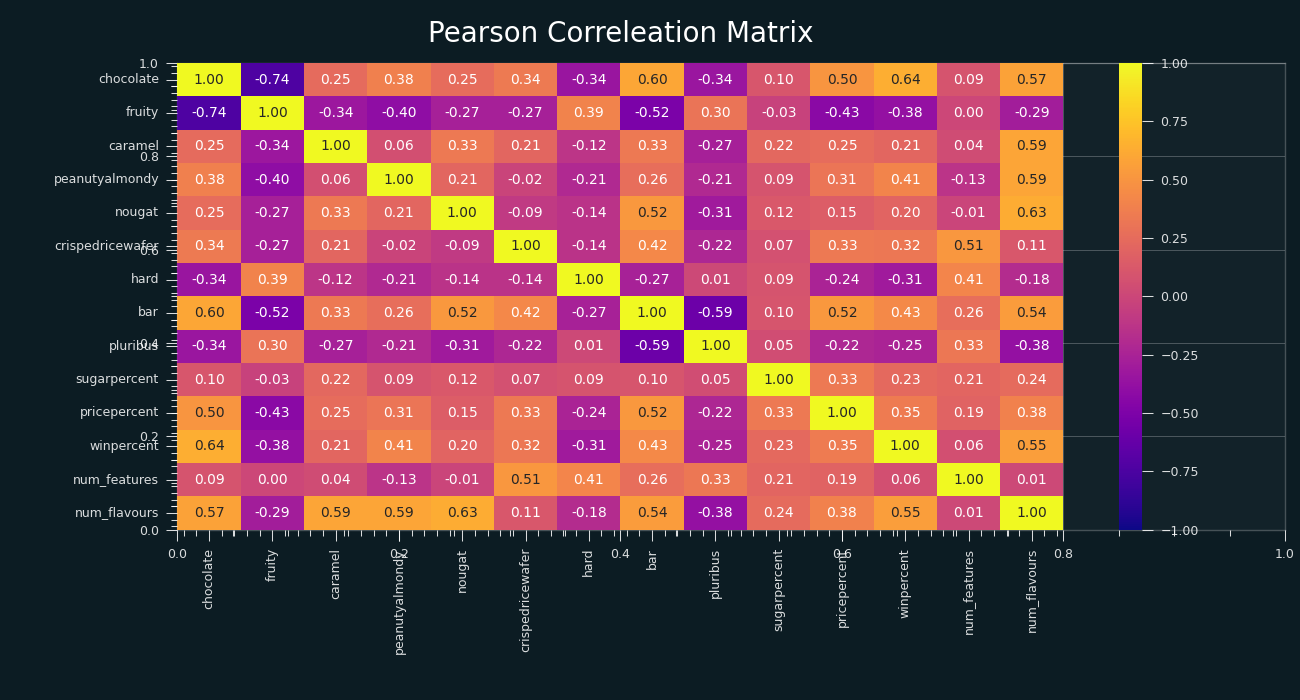 Pearson Correleation Matrix
1.0
chocolate 1.00 -0.74 0.25 0.38 0.25 0.34 -0.34 0.60 -0.34 0.10 0.50 0.64 0.09 0.57 1.00
fruity -0.74 1.00 -0.34 -0.40 -0.27 -0.27 0.39 -0.52 0.30 -0.03 -0.43 -0.38 0.00 -0.29 0.75
caramel 0.25 -0.34 1.00 0.06 0.33 0.21 -0.12 0.33 -0.27 0.22 0.25 0.21 0.04 0.59
0.8
peanutyalmondy 0.38 -0.40 0.06 1.00 0.21 -0.02 -0.21 0.26 -0.21 0.09 0.31 0.41 -0.13 0.59 0.50
nougat 0.25 -0.27 0.33 0.21 1.00 -0.09 -0.14 0.52 -0.31 0.12 0.15 0.20 -0.01 0.63
crispedricewafer 0.34 -0.27 0.21 -0.02 -0.09 1.00 -0.14 0.42 -0.22 0.07 0.33 0.32 0.51 0.11 0.25
0.6
hard -0.34 0.39 -0.12 -0.21 -0.14 -0.14 1.00 -0.27 0.01 0.09 -0.24 -0.31 0.41 -0.18
bar 0.60 -0.52 0.33 0.26 0.52 0.42 -0.27 1.00 -0.59 0.10 0.52 0.43 0.26 0.54 0.00
pluribus -0.34 0.30 -0.27 -0.21 -0.31 -0.22 0.01 -0.59 1.00 0.05 -0.22 -0.25 0.33 -0.38 −0.25
0.4
sugarpercent 0.10 -0.03 0.22 0.09 0.12 0.07 0.09 0.10 0.05 1.00 0.33 0.23 0.21 0.24
pricepercent 0.50 -0.43 0.25 0.31 0.15 0.33 -0.24 0.52 -0.22 0.33 1.00 0.35 0.19 0.38 −0.50
0.2
winpercent 0.64 -0.38 0.21 0.41 0.20 0.32 -0.31 0.43 -0.25 0.23 0.35 1.00 0.06 0.55
num_features 0.09 0.00 0.04 -0.13 -0.01 0.51 0.41 0.26 0.33 0.21 0.19 0.06 1.00 0.01 −0.75
num_flavours 0.57 -0.29 0.59 0.59 0.63 0.11 -0.18 0.54 -0.38 0.24 0.38 0.55 0.01 1.00
0.0 −1.00
0.0 0.2 0.4 0.6 0.8 1.0
chocolate
fruity
caramel
peanutyalmondy
nougat
crispedricewafer
hard
bar
pluribus
sugarpercent
pricepercent
winpercent
num_features
num_flavours